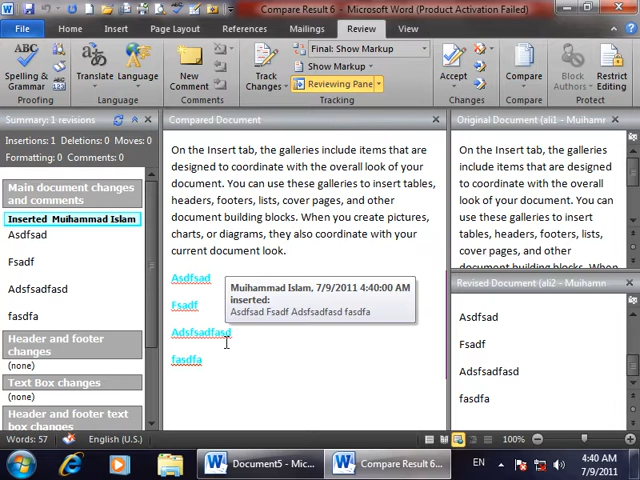 Compare Result 6 - Microsoft Word (Product Activation Failed)
File Home Insert Page Layout References Mailings Review View
ABC
Spelling &
Grammar
Proofing
Translate
Language
Language
New
Comment
Comments
Track
Changes
Final: Show Markup
Show Markup
Reviewing Pane
Tracking
Accept
Changes
Compare
Compare
Block
Authors
Restrict
Editing
Protect
Summary: 1 revisions
Insertions: 1 Deletions: 0 Moves: 0
Formatting: 0 Comments: 0
Main document changes
and comments
Inserted Muihammad Islam
Asdfsad
Fsadf
Adsfsadfasd
fasdfa
Header and footer
changes
(none)
Text Box changes
(none)
Header and footer text
box changes
Compared Document
On the Insert tab, the galleries include items that are
designed to coordinate with the overall look of your
document. You can use these galleries to insert tables,
headers, footers, lists, cover pages, and other
document building blocks. When you create pictures,
charts, or diagrams, they also coordinate with your
current document look.
Asdfsad
Fsadf
Adsfsadfasd
fasdfa
Muihammad Islam, 7/9/2011 4:40:00 AM
inserted:
Asdfsad Fsadf Adsfsadfasd fasdfa
Original Document (ali1 - Muihamm
On the Insert tab, the
galleries include items
that are designed to
coordinate with the
overall look of your
document. You can use
these galleries to insert
tables, headers, footers,
lists, cover pages, and
other document
Revised Document (ali2 - Muihamm
Asdfsad
Fsadf
Adsfsadfasd
fasdfa
Words: 57
English (U.S.)
100%
Document5 - Mic...
Compare Result 6...
EN
4:40 AM
7/9/2011